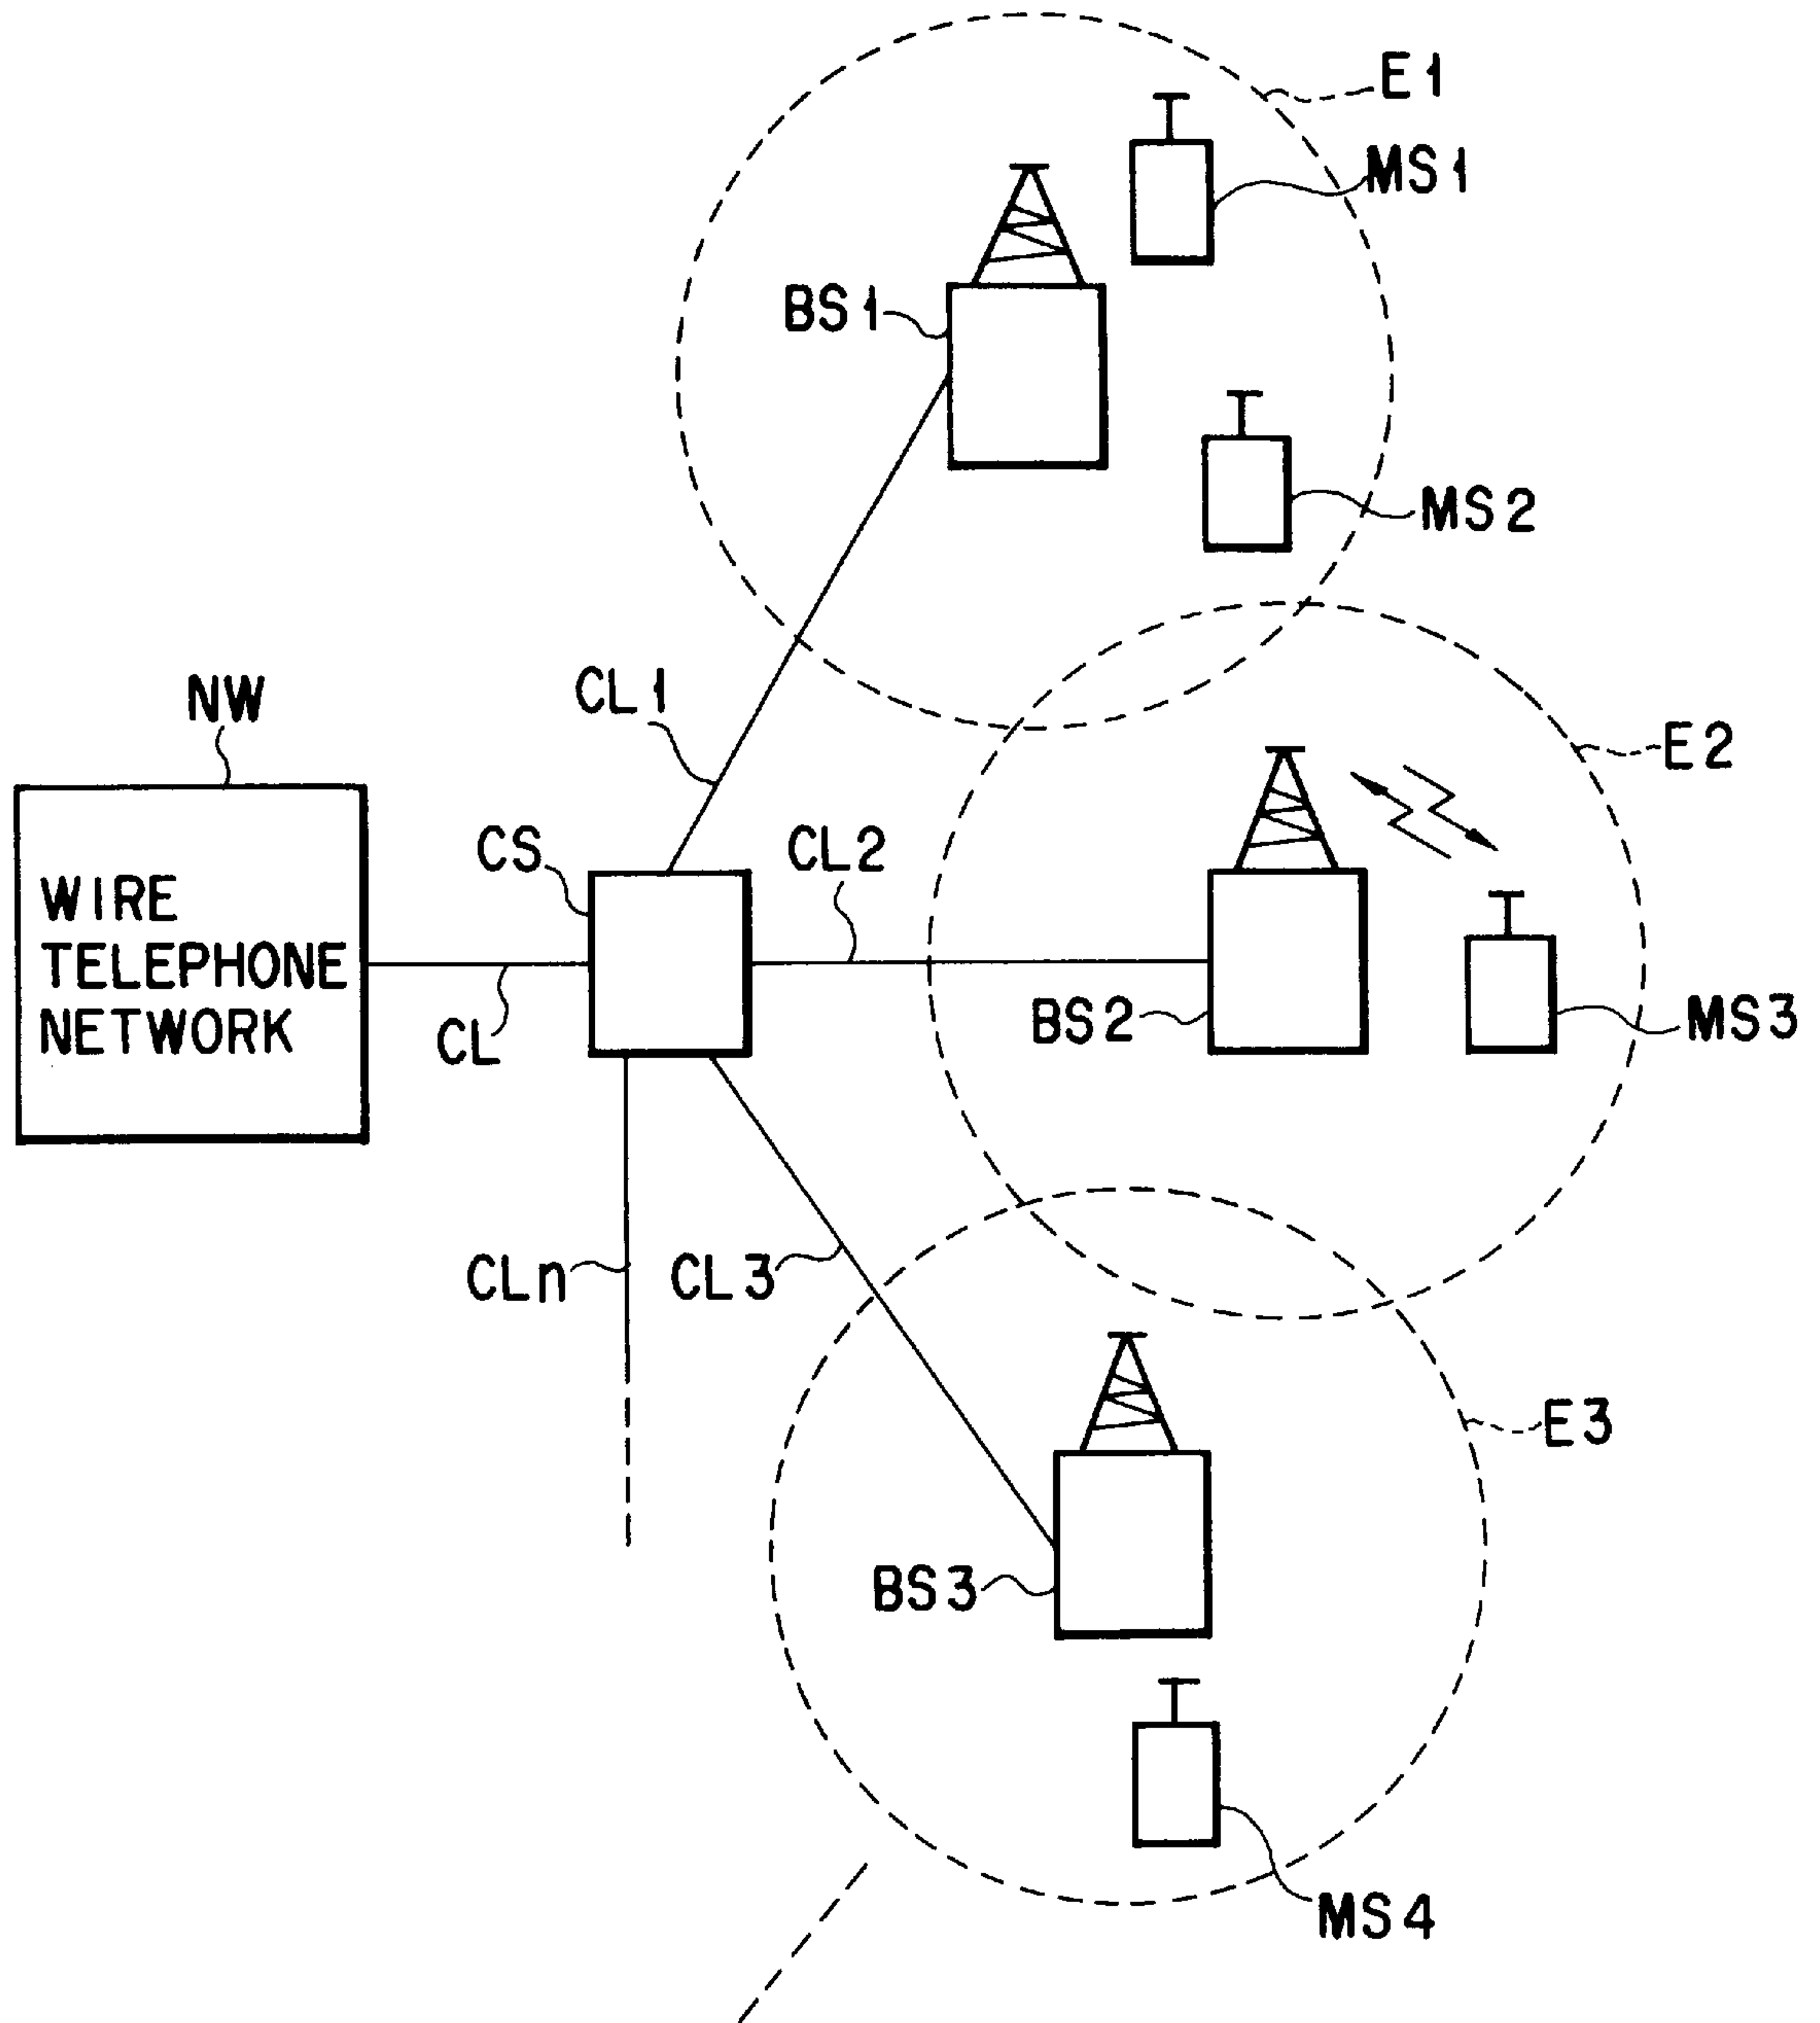 E1
MS1
BS1
MS2
NW
CL1
E2
CS
CL2
WIRE
TELEPHONE
NETWORK
CL
BS2
MS3
CLn
CL3
E3
BS3
MS4